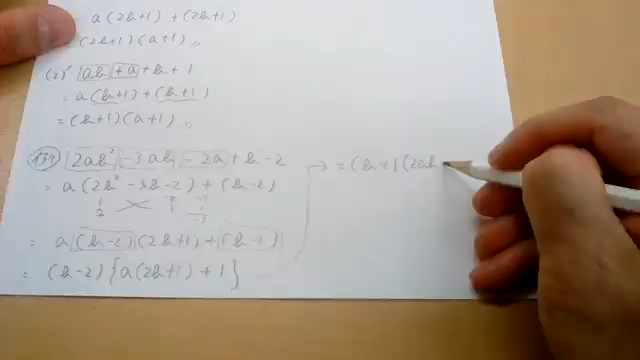 a(2b+1)+(2b+1)
=(2b+1)(a+1)〃
(2) ab+a+b+1
=a(b+1)+(b+1)
=(b+1)(a+1)〃
134 2ab²-3ab-2a+b-2
=a(2b²-3b-2)+(b-2)
=a(b-2)(2b+1)+(b-2)
=(b-2){a(2b+1)+1}
→=(b-2)(2ab